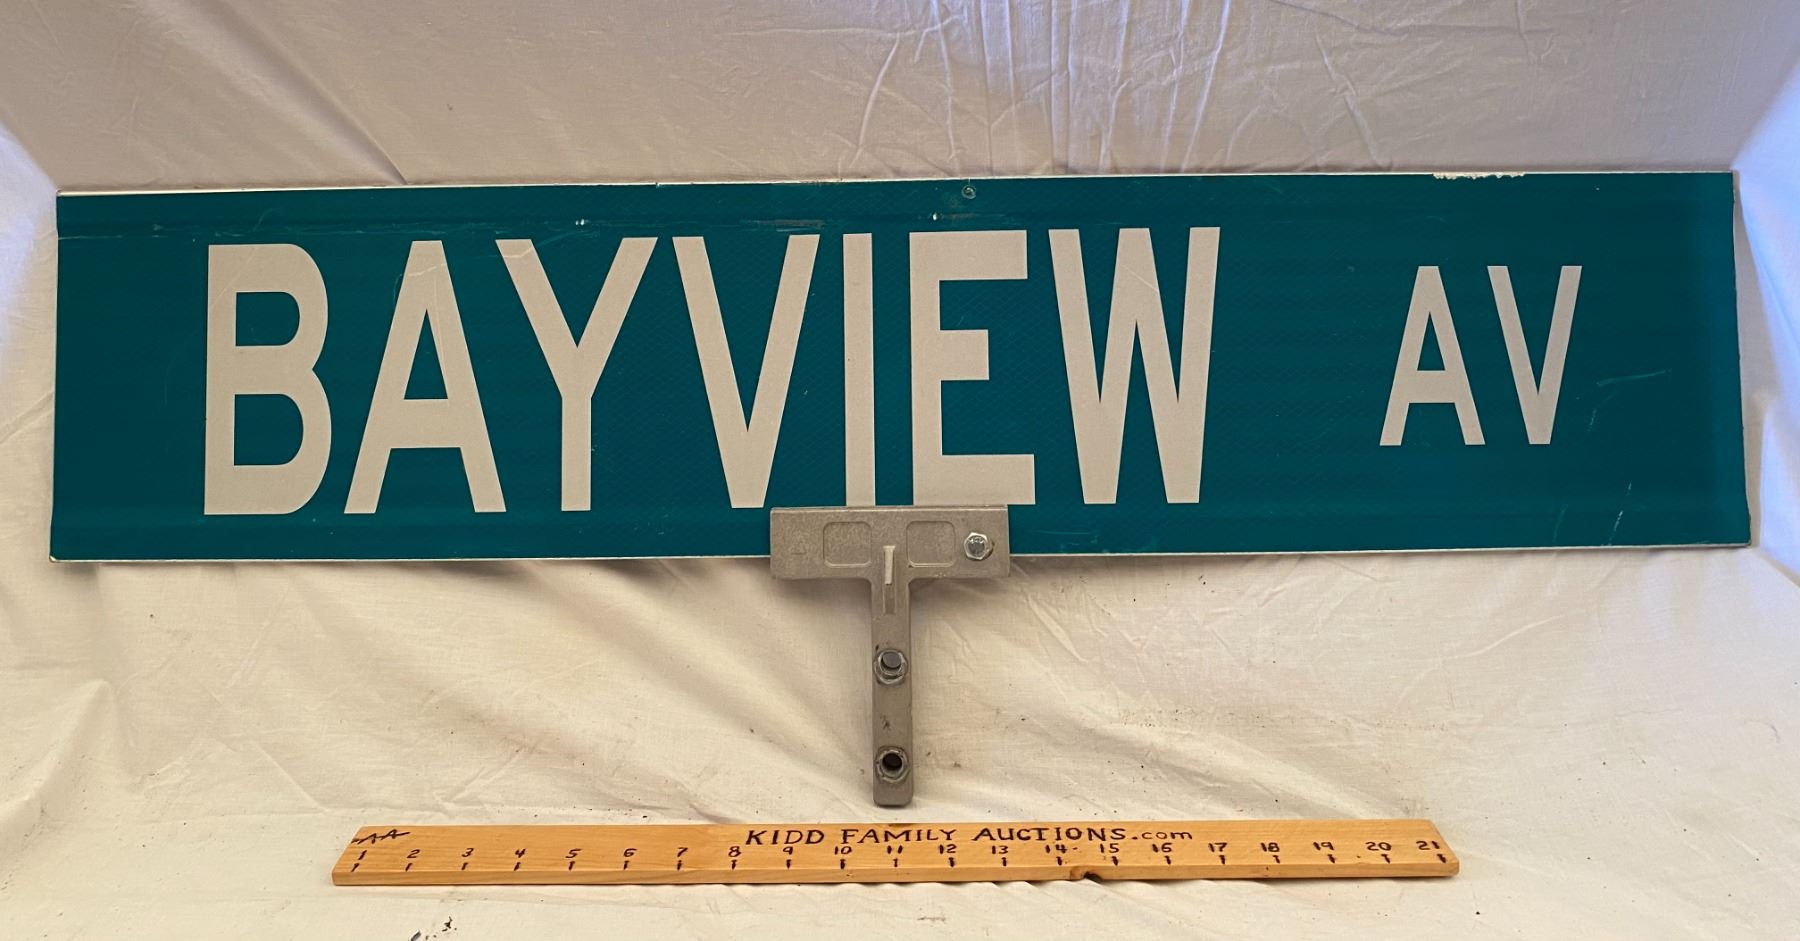 BAYVIEW AV
AA KIDD FAMILY AUCTIONS.com
1 2 3 4 5 6 7 8 9 10 11 12 13 14 15 16 17 18 19 20 21